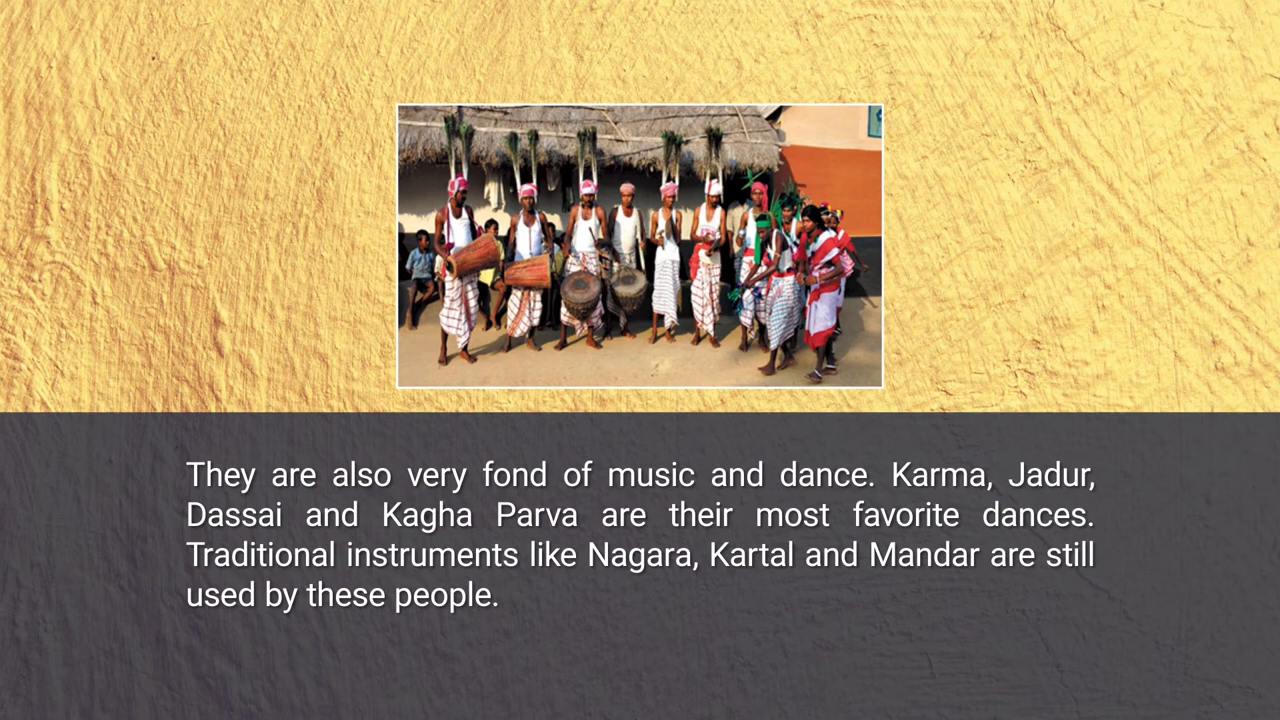 They are also very fond of music and dance. Karma, Jadur,
Dassai and Kagha Parva are their most favorite dances.
Traditional instruments like Nagara, Kartal and Mandar are still
used by these people.